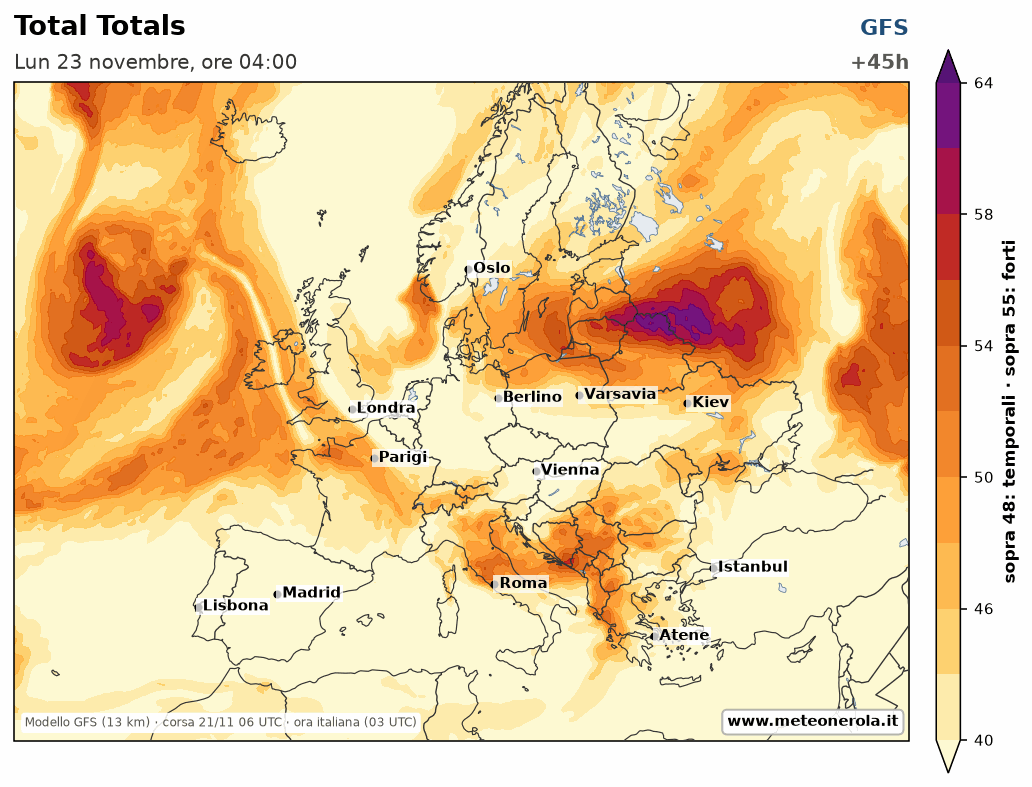 Total Totals
GFS
Lun 23 novembre, ore 04:00
+45h
64
58
54
50
46
40
sopra 48: temporali · sopra 55: forti
Oslo
Berlino
Varsavia
Kiev
Londra
Parigi
Vienna
Istanbul
Roma
Madrid
Lisbona
Atene
Modello GFS (13 km) · corsa 21/11 06 UTC · ora italiana (03 UTC)
www.meteonerola.it